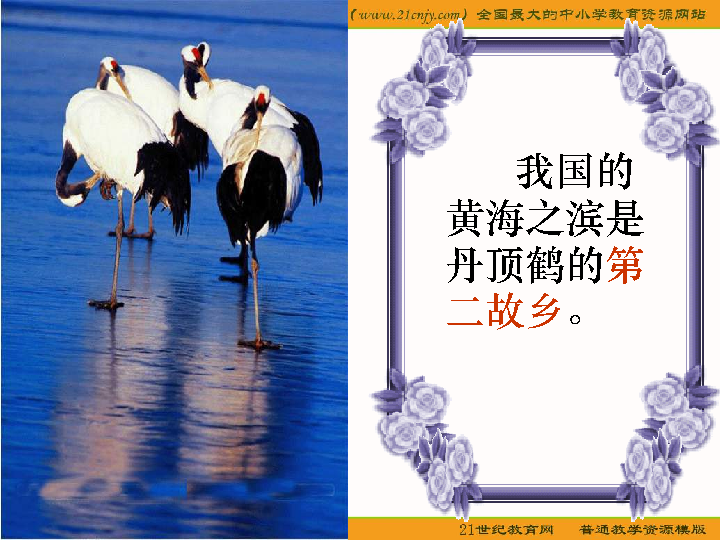 （www.21cnjy.com）全国最大的中小学教育资源网站
我国的
黄海之滨是
丹顶鹤的第
二故乡。
21世纪教育网 普通教学资源模版